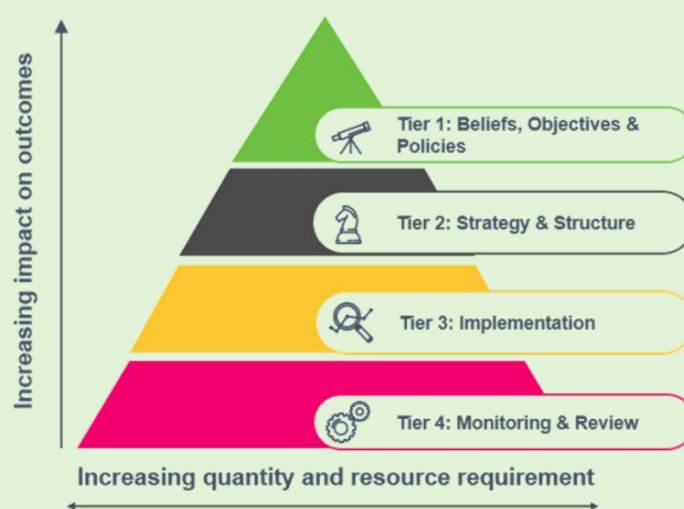 Increasing impact on outcomes
Tier 1: Beliefs, Objectives &
Policies
Tier 2: Strategy & Structure
Tier 3: Implementation
Tier 4: Monitoring & Review
Increasing quantity and resource requirement